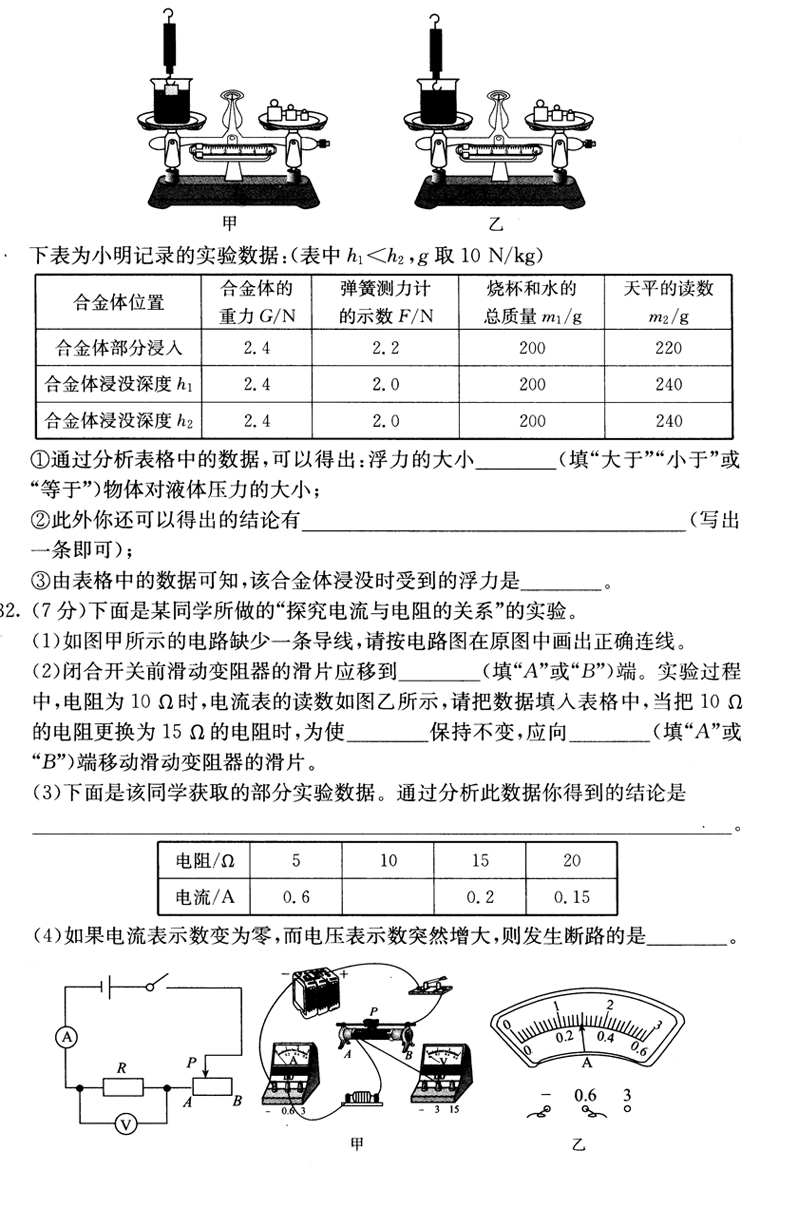 甲 乙
下表为小明记录的实验数据:(表中 h₁<h₂,g 取 10 N/kg)
合金体位置 合金体的重力 G/N 弹簧测力计的示数 F/N 烧杯和水的总质量 m₁/g 天平的读数 m₂/g
合金体部分浸入 2.4 2.2 200 220
合金体浸没深度 h₁ 2.4 2.0 200 240
合金体浸没深度 h₂ 2.4 2.0 200 240
①通过分析表格中的数据,可以得出:浮力的大小________(填“大于”“小于”或
“等于”)物体对液体压力的大小;
②此外你还可以得出的结论有________________________________(写出
一条即可);
③由表格中的数据可知,该合金体浸没时受到的浮力是________。
32. (7 分)下面是某同学所做的“探究电流与电阻的关系”的实验。
(1)如图甲所示的电路缺少一条导线,请按电路图在原图中画出正确连线。
(2)闭合开关前滑动变阻器的滑片应移到________(填“A”或“B”)端。实验过程
中,电阻为 10 Ω时,电流表的读数如图乙所示,请把数据填入表格中,当把 10 Ω
的电阻更换为 15 Ω的电阻时,为使________保持不变,应向________(填“A”或
“B”)端移动滑动变阻器的滑片。
(3)下面是该同学获取的部分实验数据。通过分析此数据你得到的结论是
________________________________________________。
电阻/Ω 5 10 15 20
电流/A 0.6 0.2 0.15
(4)如果电流表示数变为零,而电压表示数突然增大,则发生断路的是________。
A R P A B V
- + P A B A V - 0.6 3 - 3 15
0 1 2 3
0 0.2 0.4 0.6
A
- 0.6 3
甲 乙